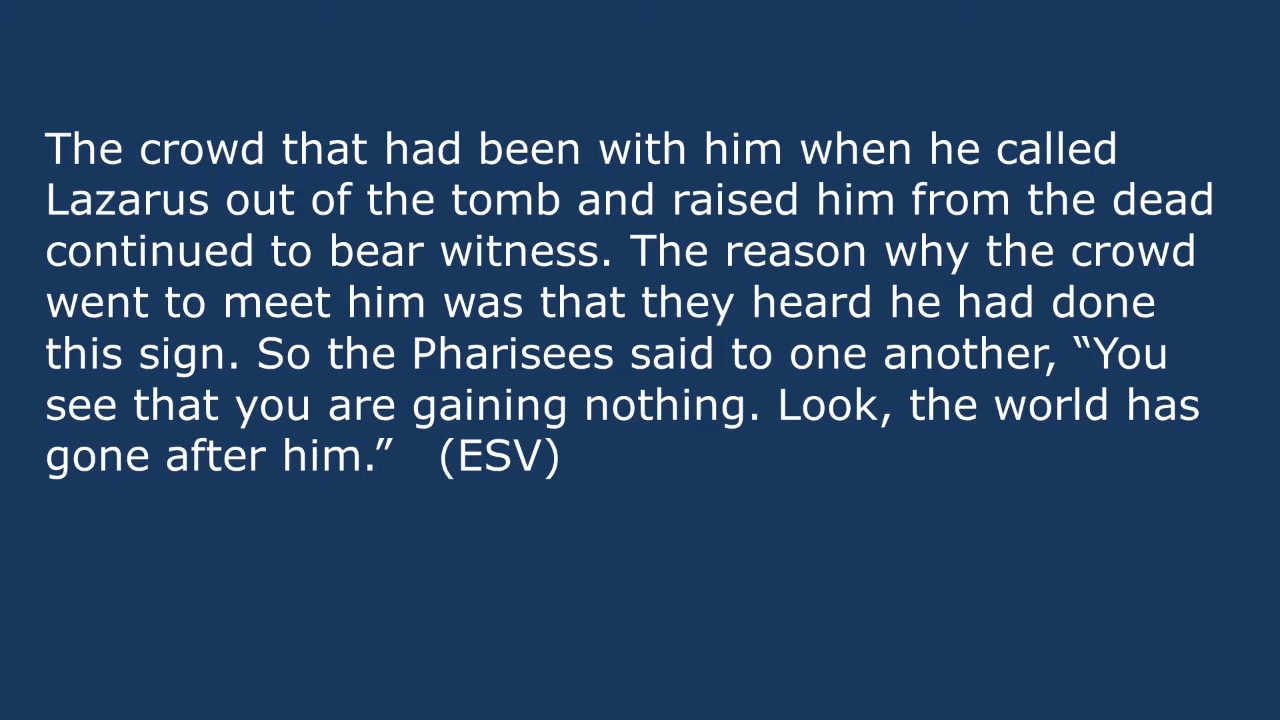 The crowd that had been with him when he called
Lazarus out of the tomb and raised him from the dead
continued to bear witness. The reason why the crowd
went to meet him was that they heard he had done
this sign. So the Pharisees said to one another, “You
see that you are gaining nothing. Look, the world has
gone after him.”   (ESV)